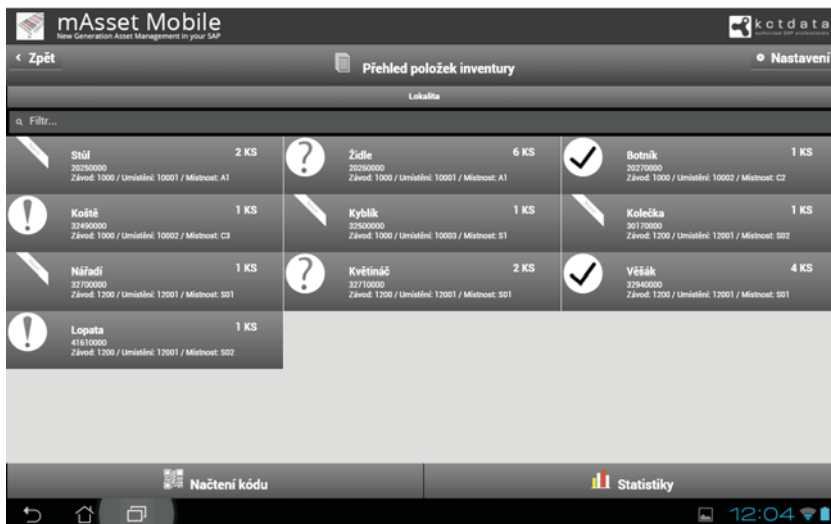 mAsset Mobile
New Generation Asset Management in your SAP
kctdata
authorized SAP professionals
Zpět
Přehled položek inventury
Nastavení
Lokalita
Filtr...
Stůl 2 KS
20250000
Závod: 1000 / Umístění: 10001 / Místnost: A1
Židle 6 KS
20260000
Závod: 1000 / Umístění: 10001 / Místnost: A1
Botník 1 KS
20270000
Závod: 1000 / Umístění: 10002 / Místnost: C2
Koště 1 KS
32490000
Závod: 1000 / Umístění: 10002 / Místnost: C3
Kyblík 1 KS
32500000
Závod: 1000 / Umístění: 10003 / Místnost: S1
Kolečka 1 KS
30170000
Závod: 1200 / Umístění: 12001 / Místnost: S02
Nářadí 1 KS
32700000
Závod: 1200 / Umístění: 12001 / Místnost: S01
Květináč 2 KS
32710000
Závod: 1200 / Umístění: 12001 / Místnost: S01
Věšák 4 KS
32940000
Závod: 1200 / Umístění: 12001 / Místnost: S01
Lopata 1 KS
41610000
Závod: 1200 / Umístění: 12001 / Místnost: S02
Načtení kódu
Statistiky
12:04